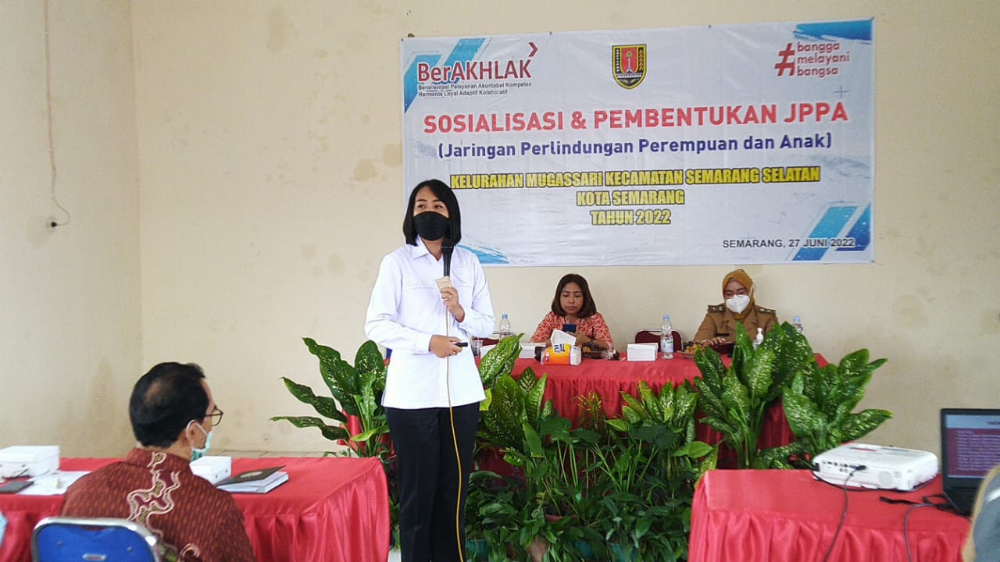 BerAKHLAK
Berorientasi Pelayanan Akuntabel Kompeten
Harmonis Loyal Adaptif Kolaboratif
#bangga
melayani
bangsa
SOSIALISASI & PEMBENTUKAN JPPA
(Jaringan Perlindungan Perempuan dan Anak)
KELURAHAN MUGASSARI KECAMATAN SEMARANG SELATAN
KOTA SEMARANG
TAHUN 2022
SEMARANG, 27 JUNI 2022